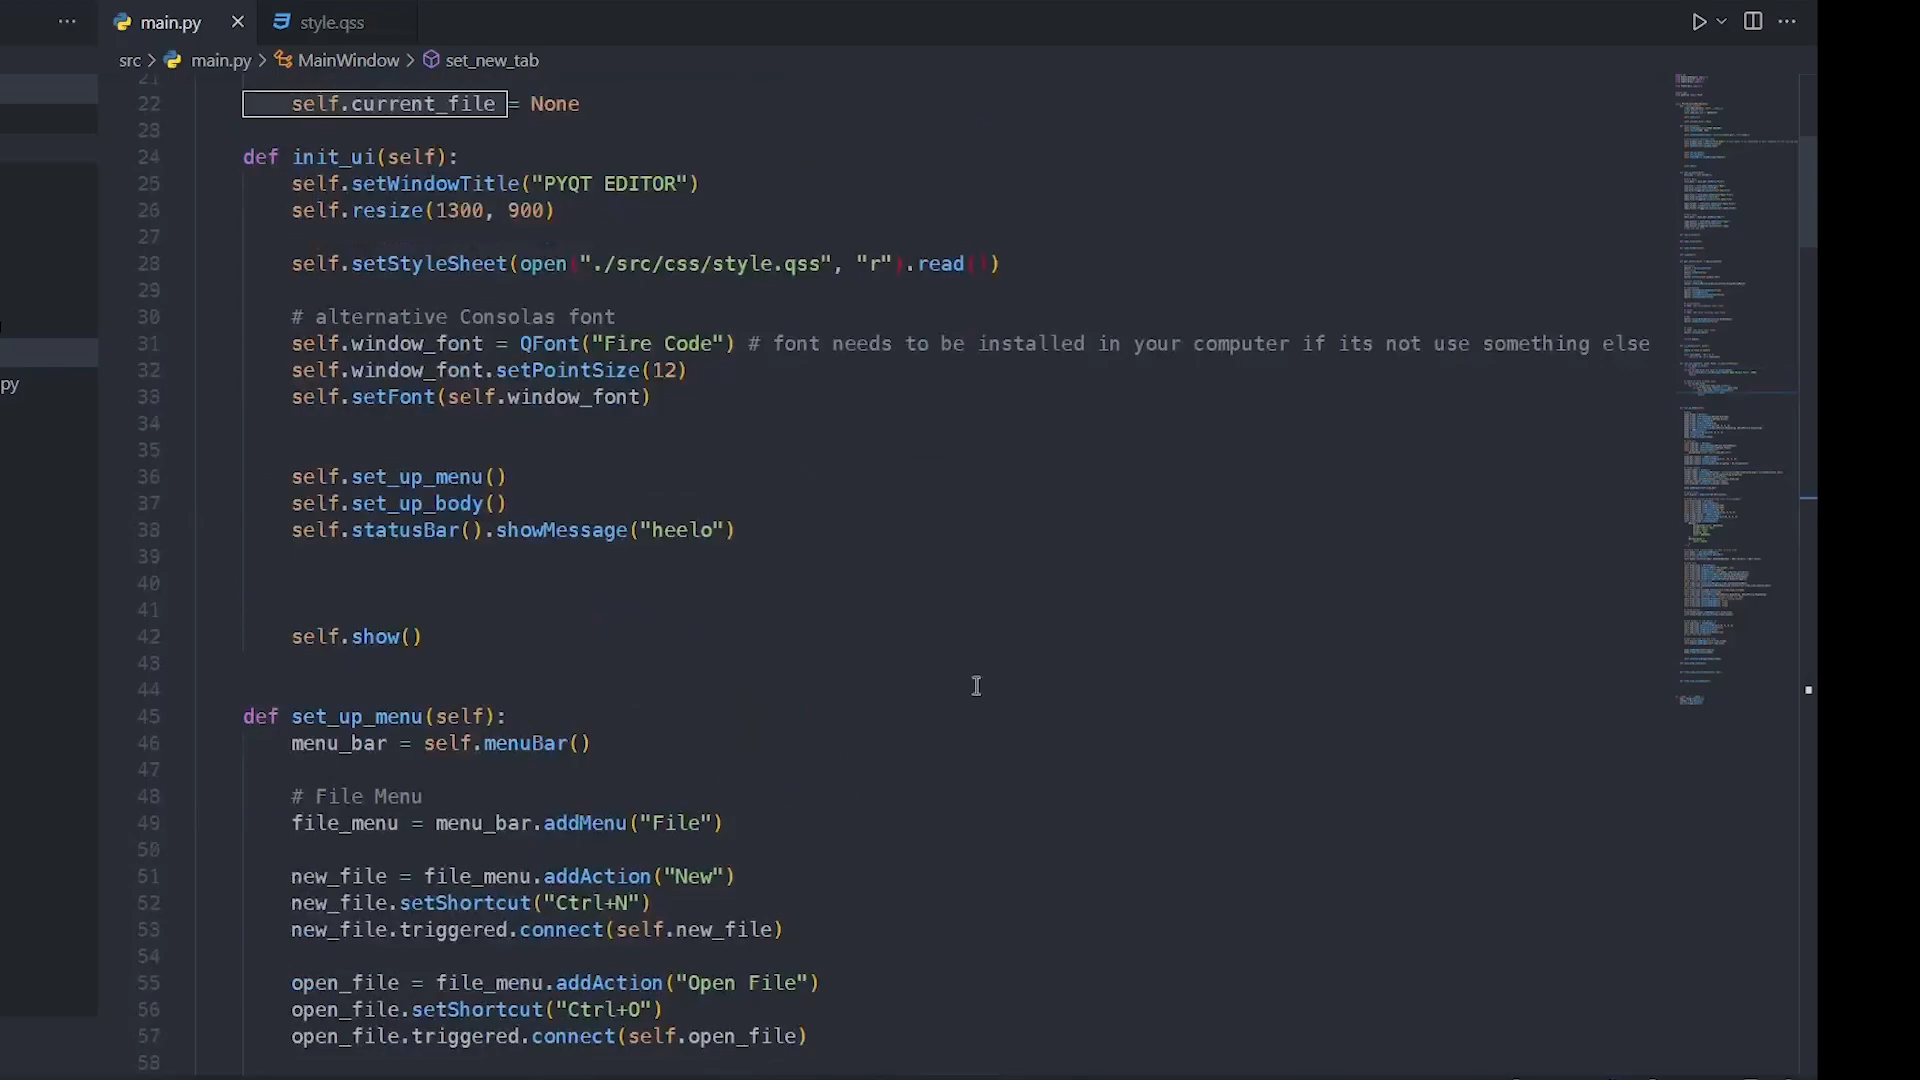 main.py
style.qss
src > main.py > MainWindow > set_new_tab
21
22 self.current_file = None
23
24 def init_ui(self):
25 self.setWindowTitle("PYQT EDITOR")
26 self.resize(1300, 900)
27
28 self.setStyleSheet(open("./src/css/style.qss", "r").read())
29
30 # alternative Consolas font
31 self.window_font = QFont("Fire Code") # font needs to be installed in your computer if its not use something else
32 self.window_font.setPointSize(12)
33 self.setFont(self.window_font)
34
35
36 self.set_up_menu()
37 self.set_up_body()
38 self.statusBar().showMessage("heelo")
39
40
41
42 self.show()
43
44
45 def set_up_menu(self):
46 menu_bar = self.menuBar()
47
48 # File Menu
49 file_menu = menu_bar.addMenu("File")
50
51 new_file = file_menu.addAction("New")
52 new_file.setShortcut("Ctrl+N")
53 new_file.triggered.connect(self.new_file)
54
55 open_file = file_menu.addAction("Open File")
56 open_file.setShortcut("Ctrl+O")
57 open_file.triggered.connect(self.open_file)
58
py